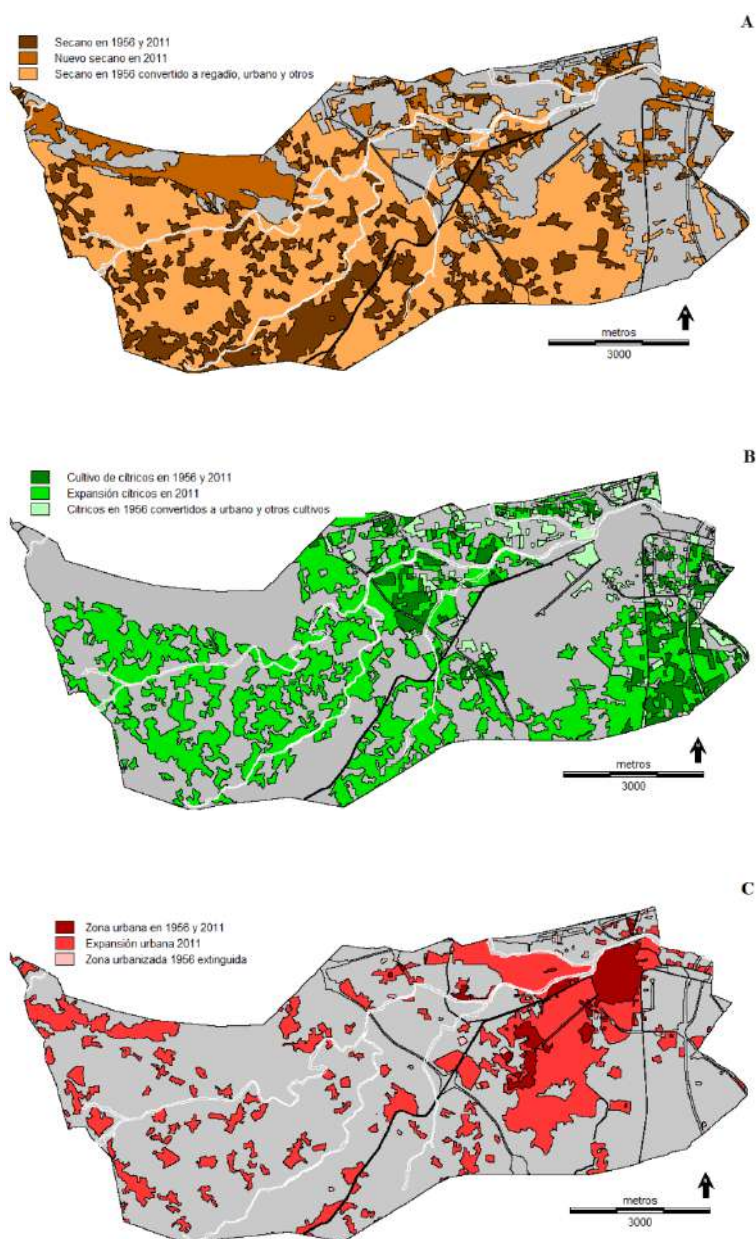 A
Secano en 1956 y 2011
Nuevo secano en 2011
Secano en 1956 convertido a regadío, urbano y otros
metros
3000
B
Cultivo de cítricos en 1956 y 2011
Expansión cítricos en 2011
Cítricos en 1956 convertidos a urbano y otros cultivos
metros
3000
C
Zona urbana en 1956 y 2011
Expansión urbana 2011
Zona urbanizada 1956 extinguida
metros
3000